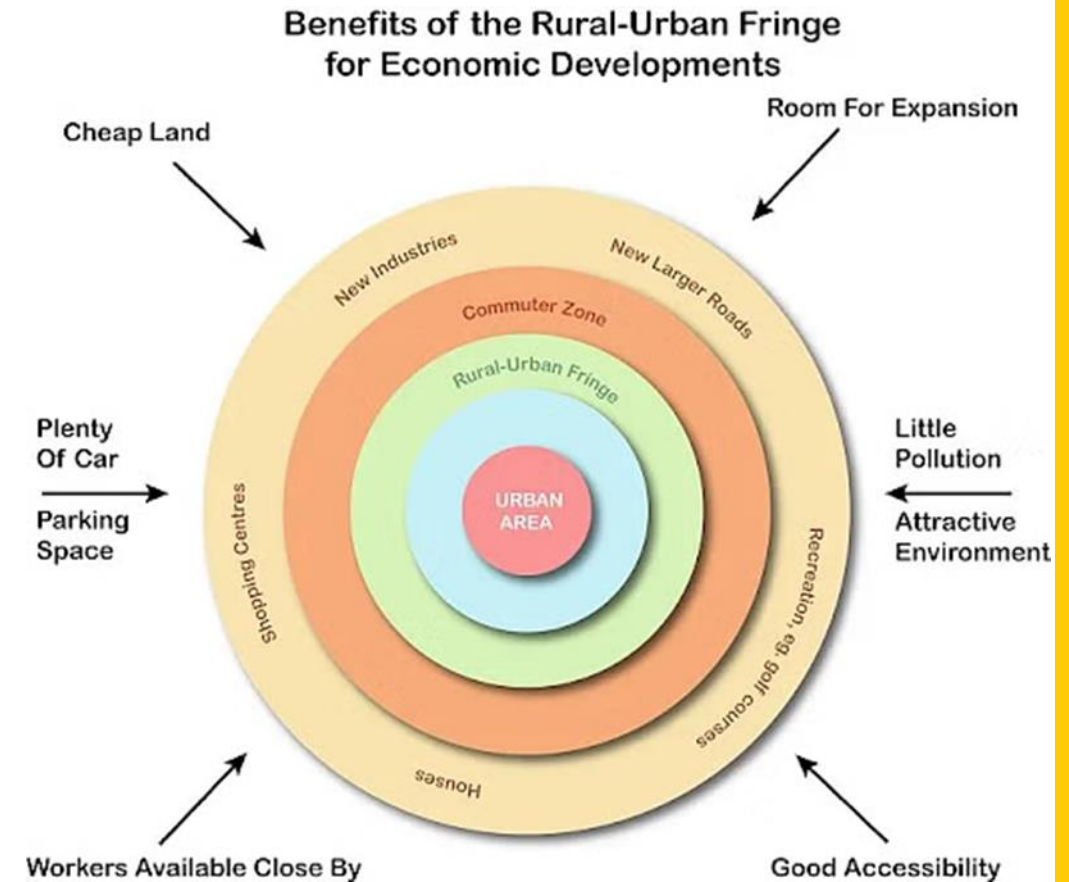 Benefits of the Rural-Urban Fringe
for Economic Developments
Cheap Land
Room For Expansion
New Industries
New Larger Roads
Commuter Zone
Rural-Urban Fringe
Plenty
Of Car
Parking
Space
Little
Pollution
Attractive
Environment
URBAN
AREA
Shopping Centres
Recreation, eg. golf courses
Houses
Workers Available Close By
Good Accessibility